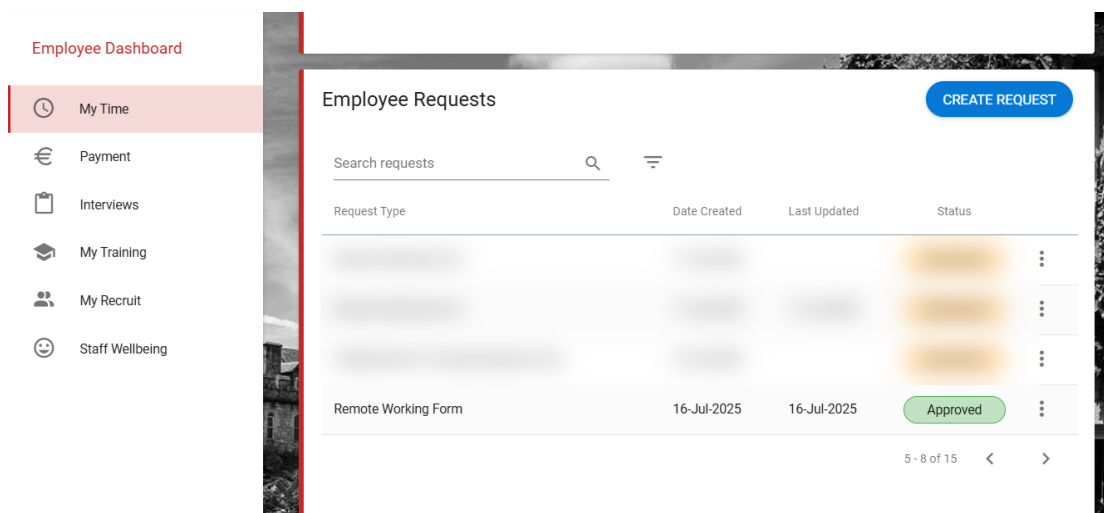 Employee Dashboard
My Time
Payment
Interviews
My Training
My Recruit
Staff Wellbeing
Employee Requests
CREATE REQUEST
Search requests
Request Type Date Created Last Updated Status
Remote Working Form 16-Jul-2025 16-Jul-2025 Approved
5 - 8 of 15